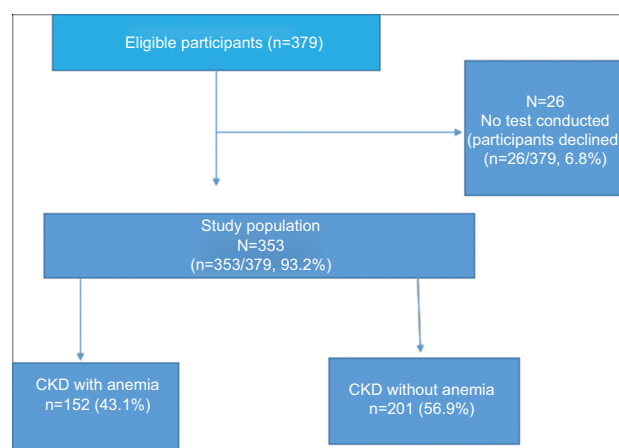 Eligible participants (n=379)
N=26
No test conducted
(participants declined
(n=26/379, 6.8%)
Study population
N=353
(n=353/379, 93.2%)
CKD with anemia
n=152 (43.1%)
CKD without anemia
n=201 (56.9%)